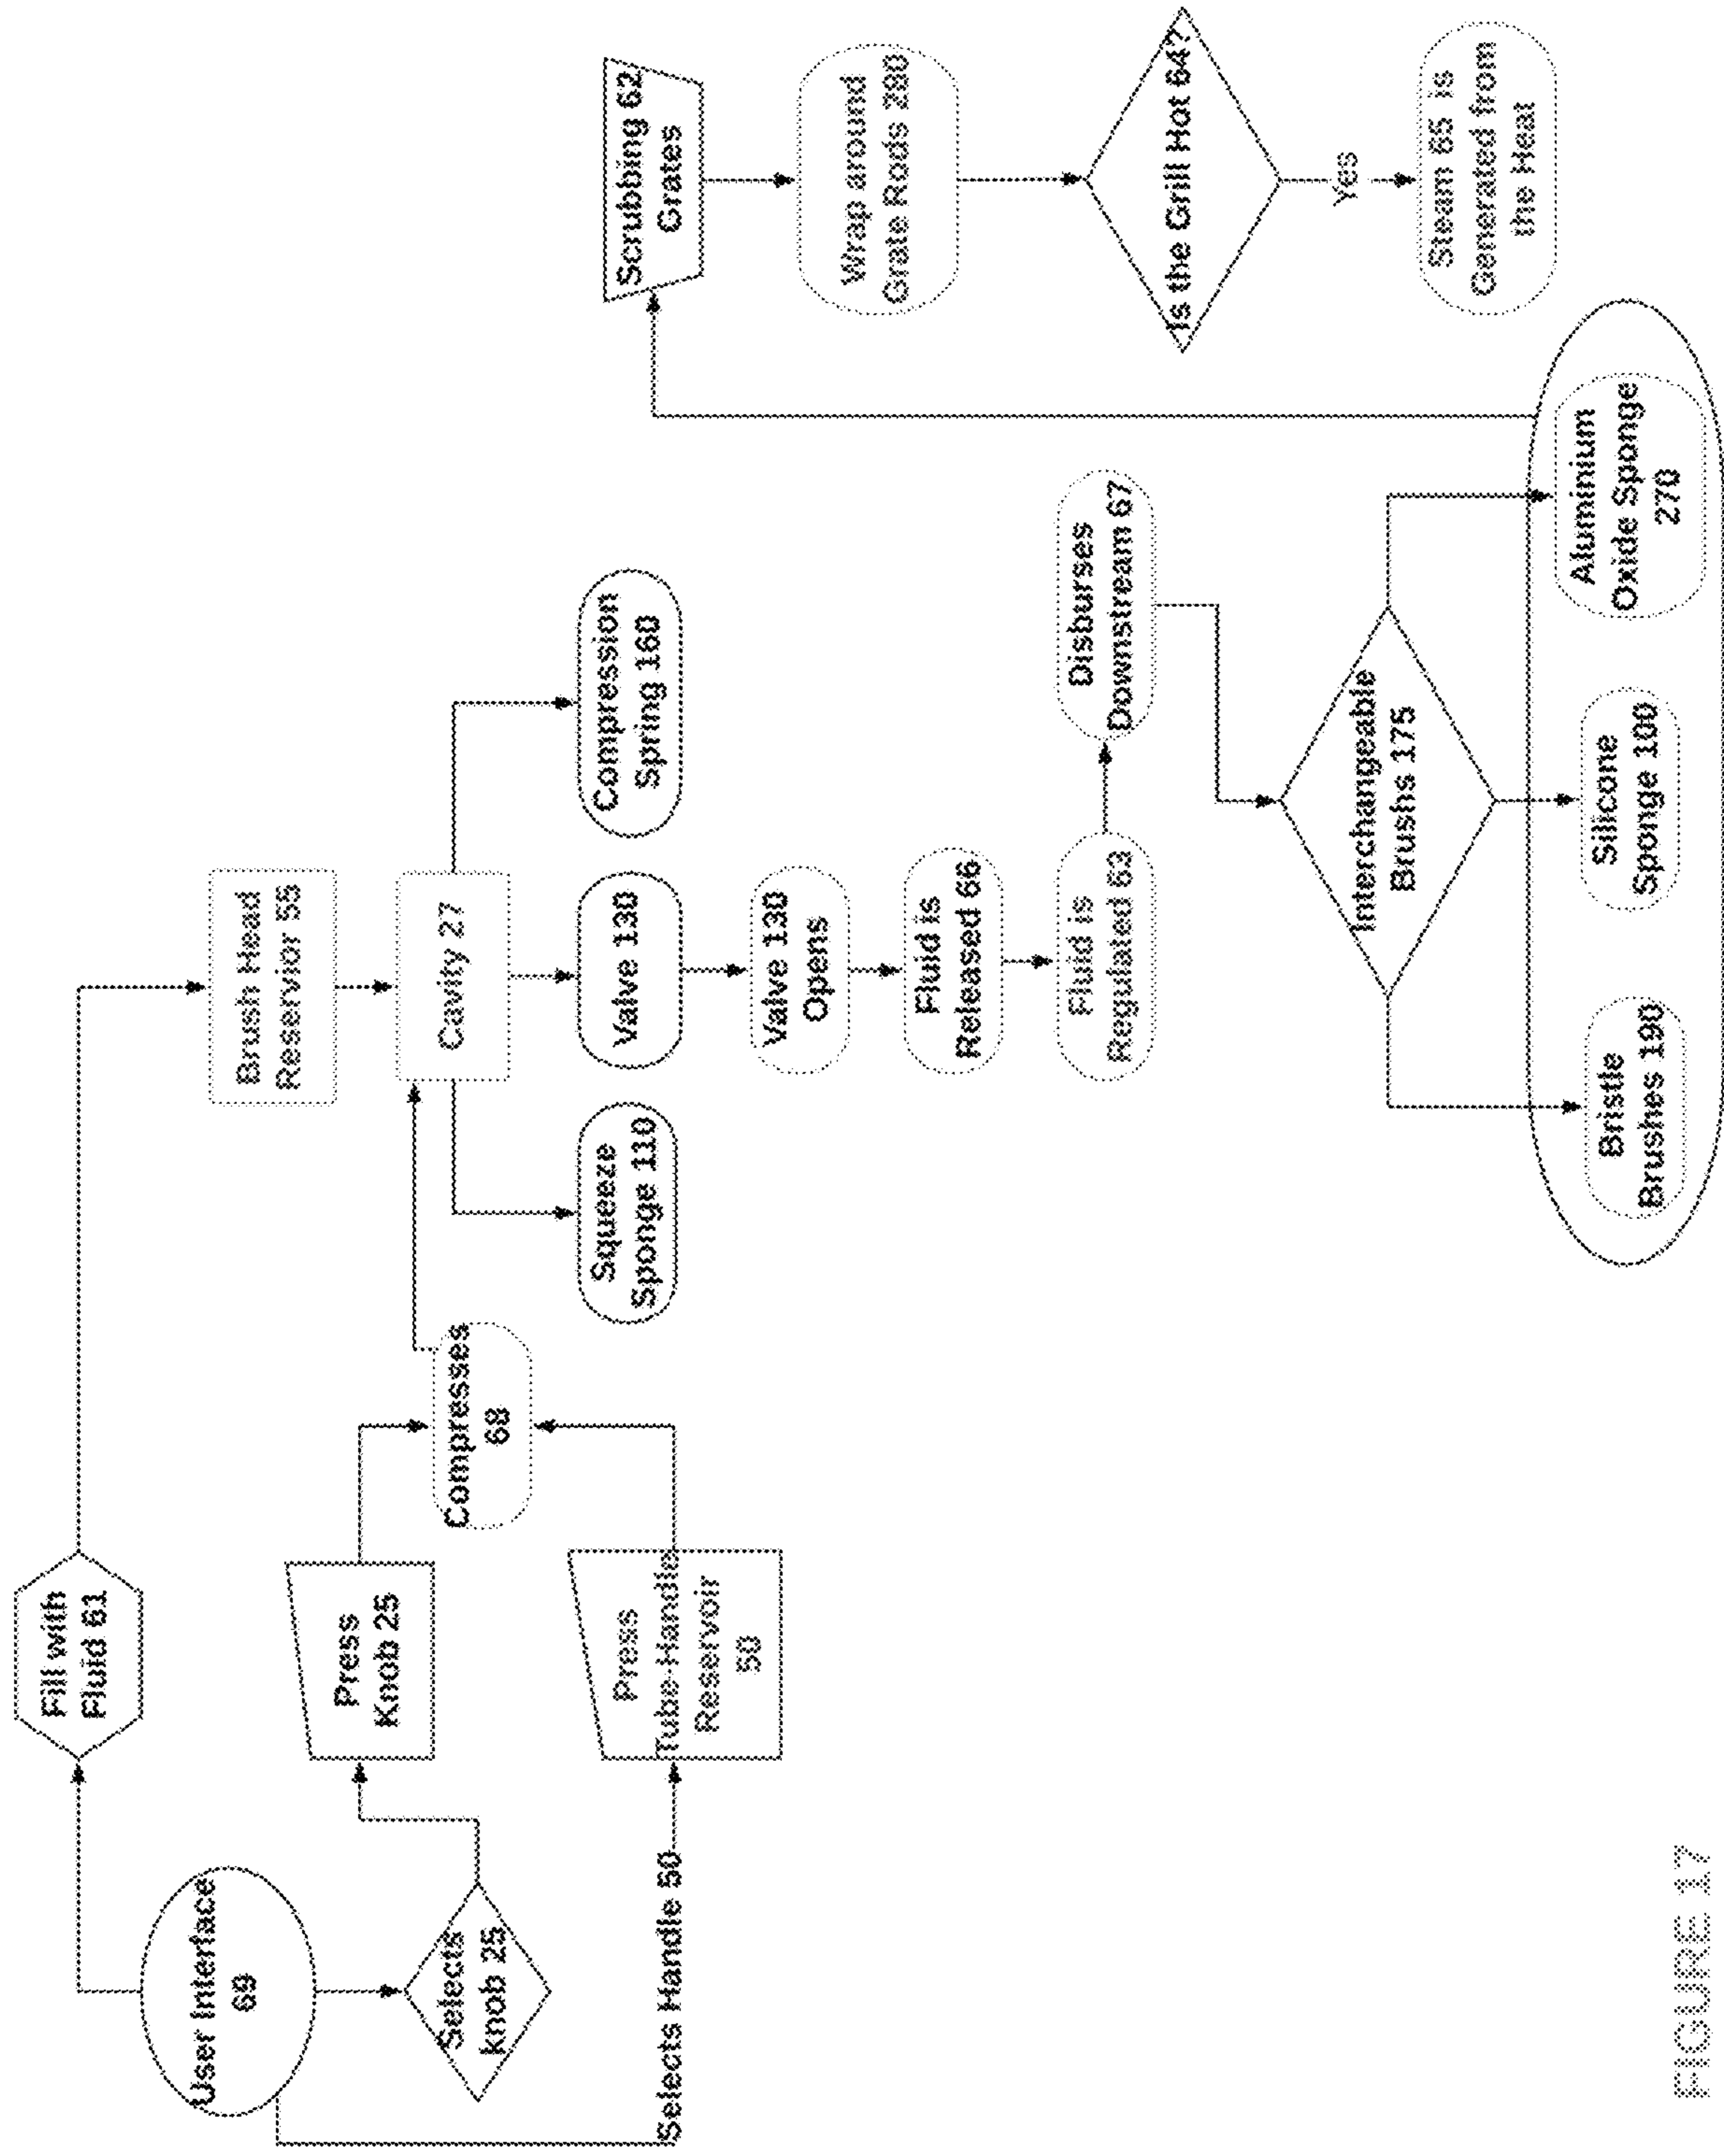 User Interface
69
Fill with
Fluid 61
Selects
knob 25
Selects Handle 50
Press
Knob 25
Press
Tube-Handle
Reservoir
50
Compresses
68
Brush Head
Reservior 55
Cavity 27
Squeeze
Sponge 110
Valve 130
Compression
Spring 160
Valve 130
Opens
Fluid is
Released 66
Fluid is
Regulated 63
Disburses
Downstream 67
Interchangeable
Brushs 175
Bristle
Brushes 190
Silicone
Sponge 100
Aluminium
Oxide Sponge
270
Scrubbing 62
Grates
Wrap around
Grate Rods 280
Is the Grill Hot 64?
Yes
Steam 65 is
Generated from
the Heat
FIGURE 17